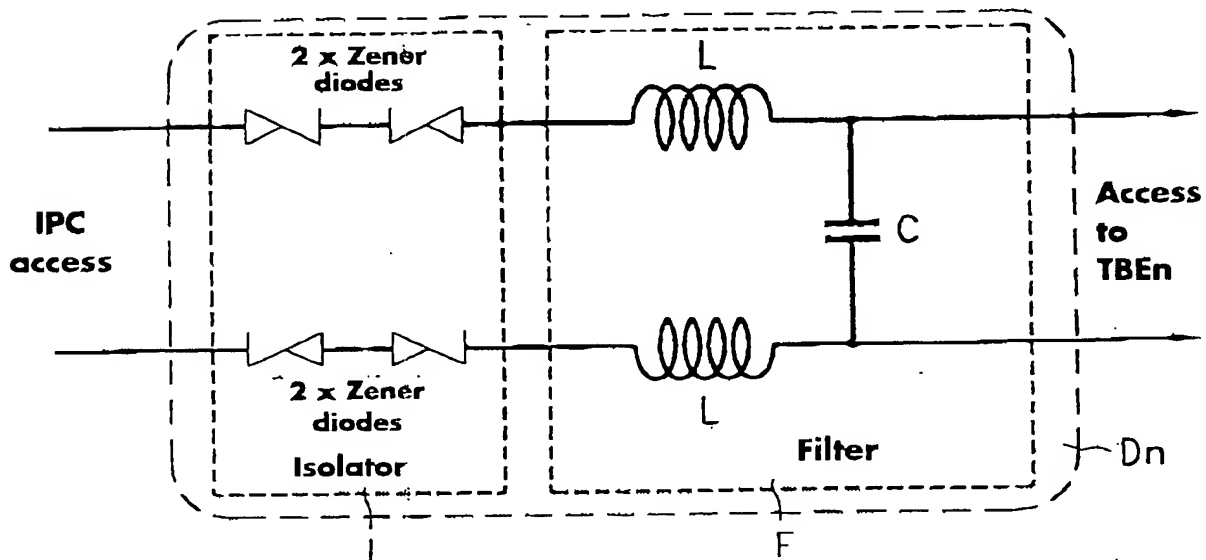 2 x Zener
diodes
L
IPC
access
C
Access
to
TBEn
2 x Zener
diodes
L
Isolator
Filter
Dn
I
F